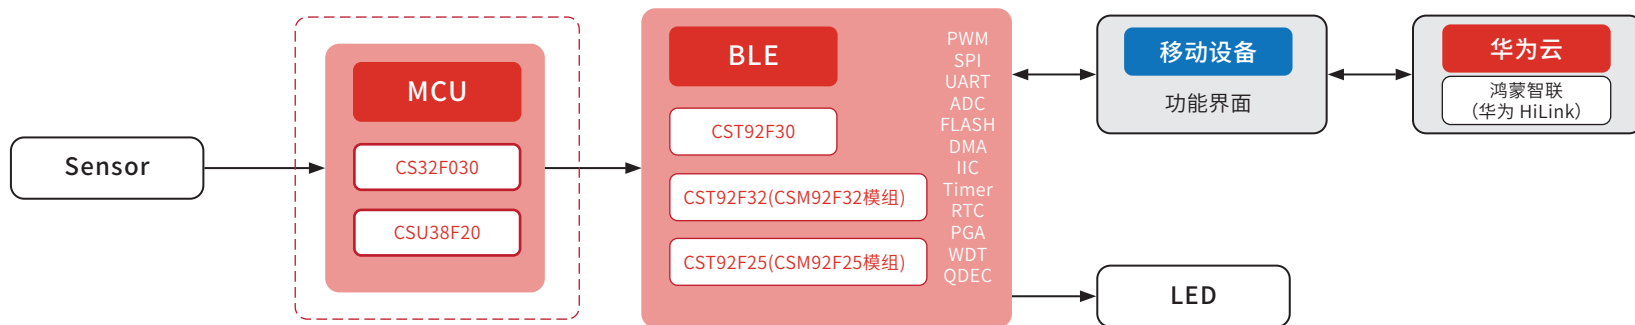 Sensor
MCU
CS32F030
CSU38F20
BLE
CST92F30
CST92F32(CSM92F32模组)
CST92F25(CSM92F25模组)
PWM
SPI
UART
ADC
FLASH
DMA
IIC
Timer
RTC
PGA
WDT
QDEC
移动设备
功能界面
华为云
鸿蒙智联
（华为 HiLink）
LED